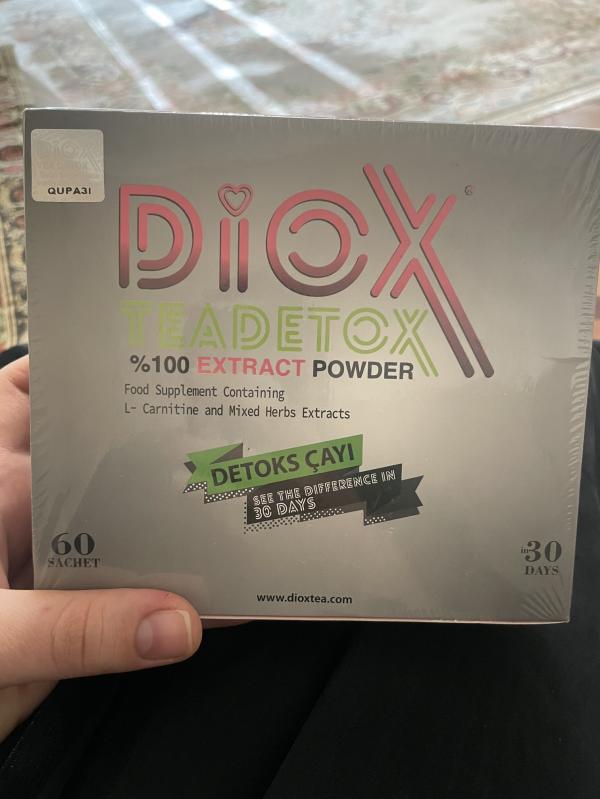 QUPA3I
DiOX
TEADETOX
%100 EXTRACT POWDER
Food Supplement Containing
L- Carnitine and Mixed Herbs Extracts
DETOKS ÇAYI
SEE THE DIFFERENCE IN
30 DAYS
60
SACHET
in 30
DAYS
www.dioxtea.com